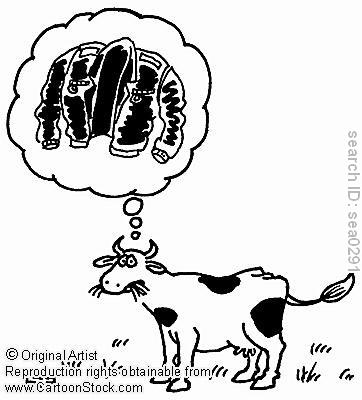 search ID: sea0291
© Original Artist
Reproduction rights obtainable from
www.CartoonStock.com